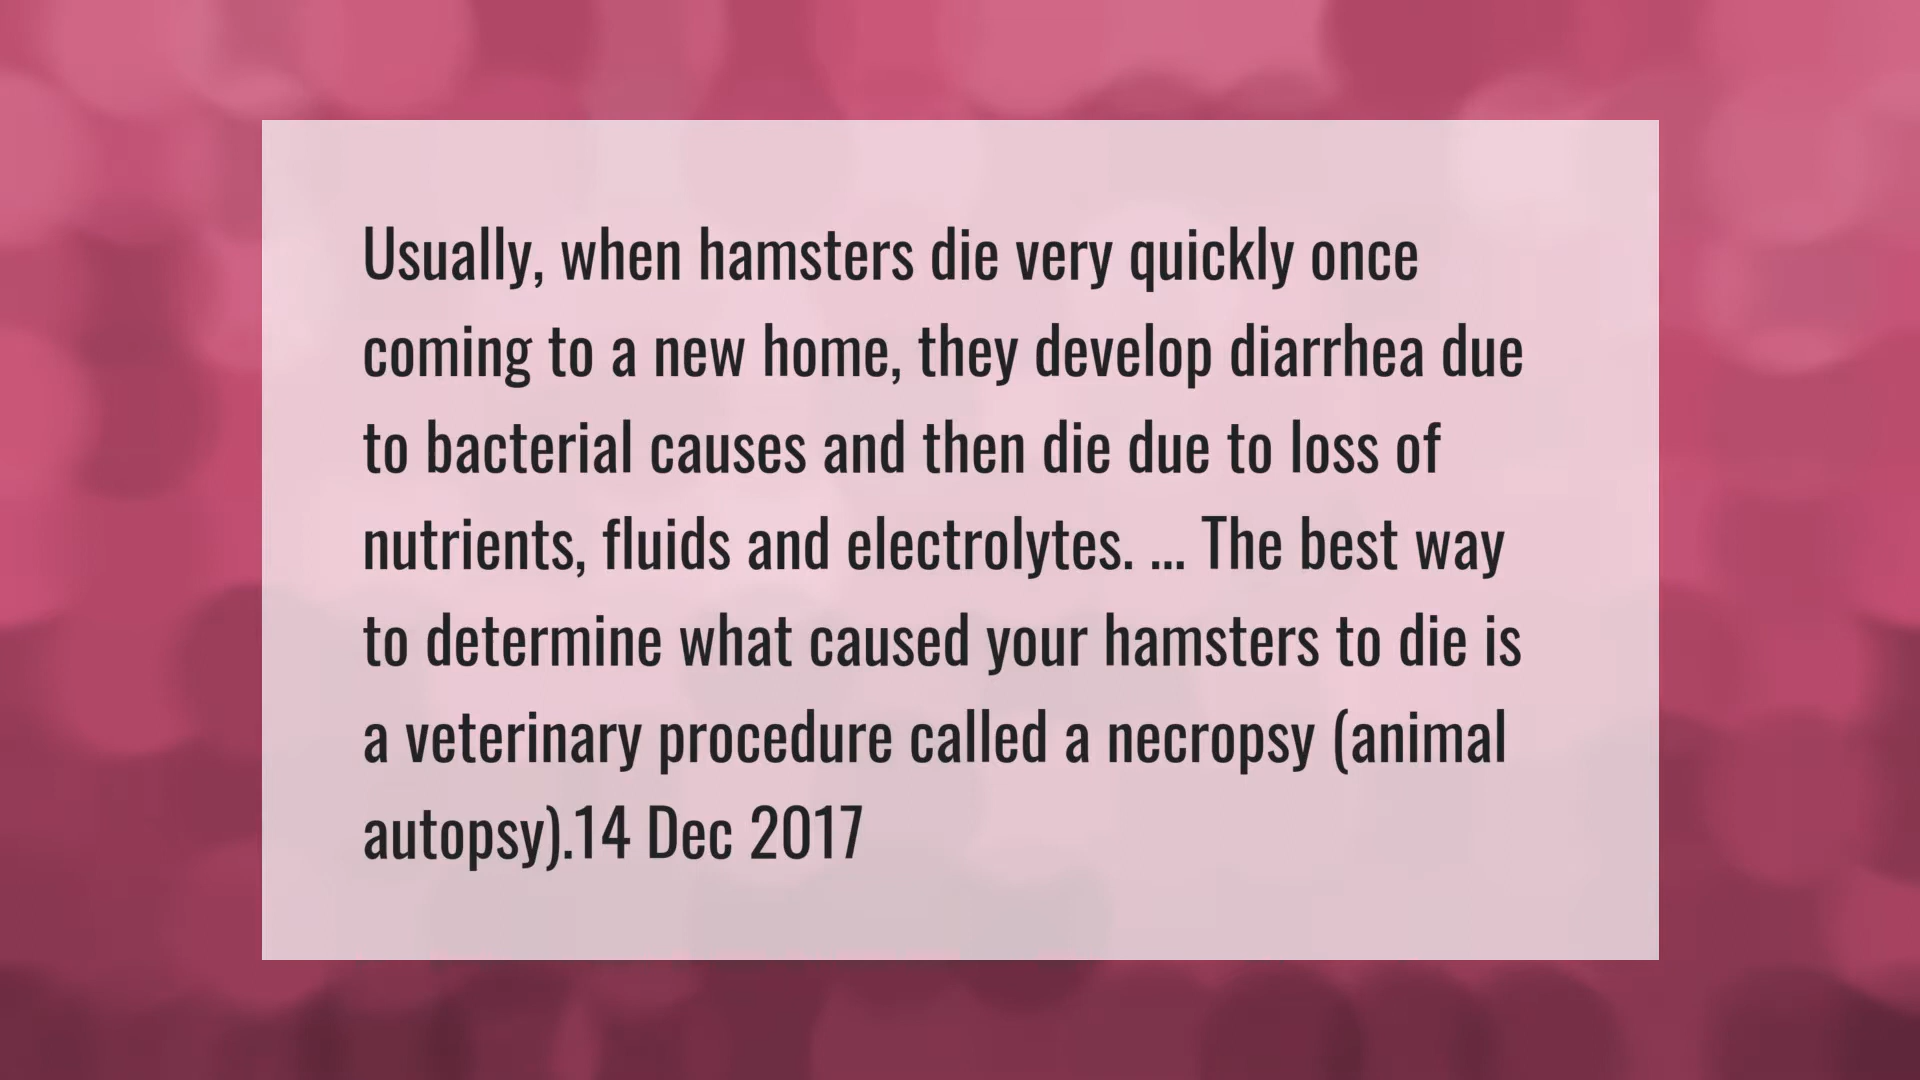 Usually, when hamsters die very quickly once
coming to a new home, they develop diarrhea due
to bacterial causes and then die due to loss of
nutrients, fluids and electrolytes. ... The best way
to determine what caused your hamsters to die is
a veterinary procedure called a necropsy (animal
autopsy).14 Dec 2017